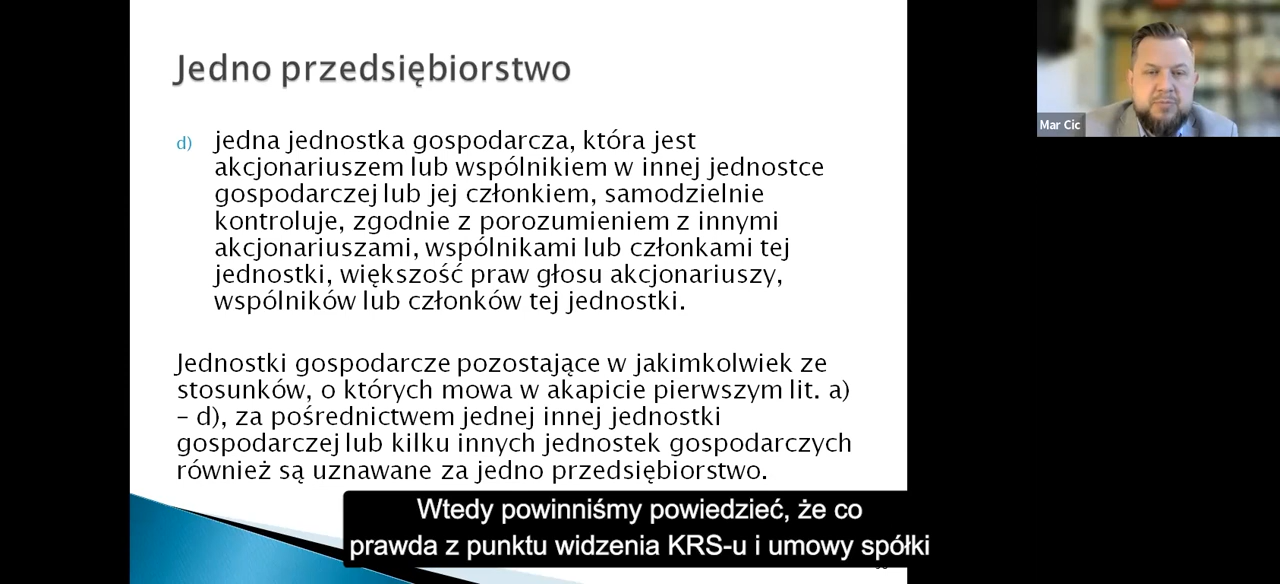 Jedno przedsiębiorstwo
d) jedna jednostka gospodarcza, która jest
akcjonariuszem lub wspólnikiem w innej jednostce
gospodarczej lub jej członkiem, samodzielnie
kontroluje, zgodnie z porozumieniem z innymi
akcjonariuszami, wspólnikami lub członkami tej
jednostki, większość praw głosu akcjonariuszy,
wspólników lub członków tej jednostki.
Jednostki gospodarcze pozostające w jakimkolwiek ze
stosunków, o których mowa w akapicie pierwszym lit. a)
– d), za pośrednictwem jednej innej jednostki
gospodarczej lub kilku innych jednostek gospodarczych
również są uznawane za jedno przedsiębiorstwo.
Wtedy powinniśmy powiedzieć, że co
prawda z punktu widzenia KRS-u i umowy spółki
Mar Cic